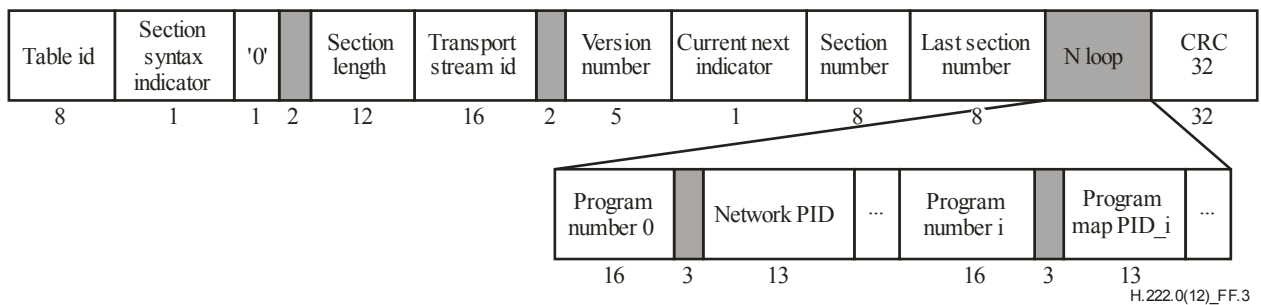 Table id
Section
syntax
indicator
'0'
Section
length
Transport
stream id
Version
number
Current next
indicator
Section
number
Last section
number
N loop
CRC
32
8 1 1 2 12 16 2 5 1 8 8 32
Program
number 0
Network PID
...
Program
number i
Program
map PID_i
...
16 3 13 16 3 13
H.222.0(12)_FF.3